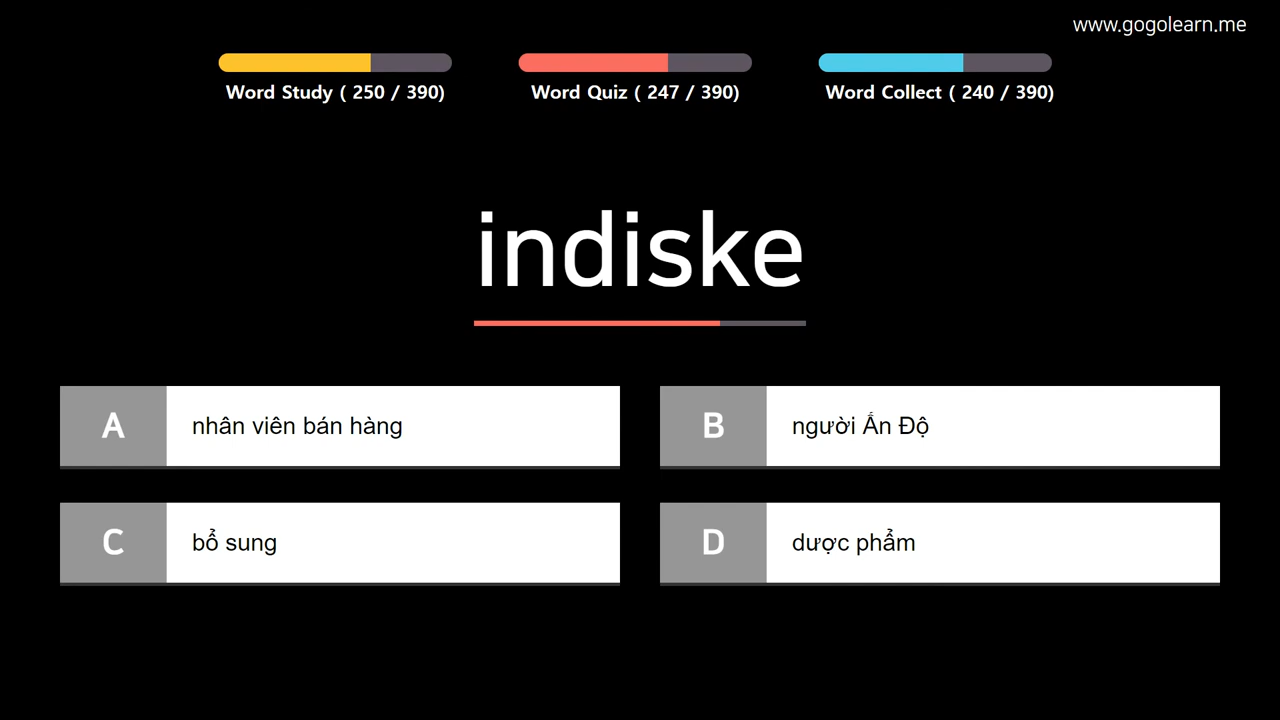 www.gogolearn.me
Word Study ( 250 / 390)
Word Quiz ( 247 / 390)
Word Collect ( 240 / 390)
indiske
A
nhân viên bán hàng
B
người Ấn Độ
C
bổ sung
D
dược phẩm